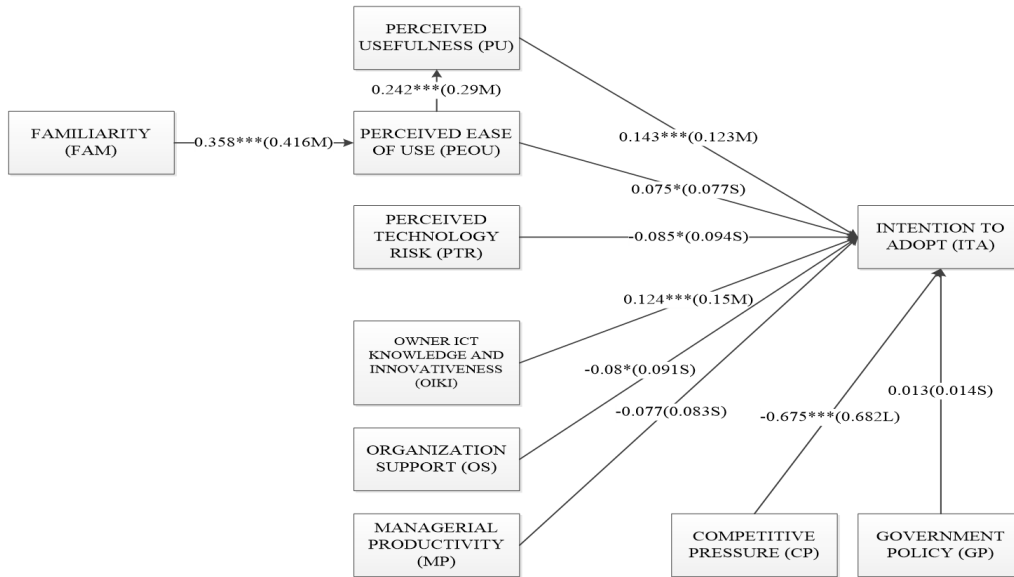 PERCEIVED
USEFULNESS (PU)
0.242***(0.29M)
FAMILIARITY
(FAM)
0.358***(0.416M)
PERCEIVED EASE
OF USE (PEOU)
0.143***(0.123M)
0.075*(0.077S)
PERCEIVED
TECHNOLOGY
RISK (PTR)
-0.085*(0.094S)
INTENTION TO
ADOPT (ITA)
0.124***(0.15M)
OWNER ICT
KNOWLEDGE AND
INNOVATIVENESS
(OIKI)
-0.08*(0.091S)
-0.077(0.083S)
0.013(0.014S)
-0.675***(0.682L)
ORGANIZATION
SUPPORT (OS)
MANAGERIAL
PRODUCTIVITY
(MP)
COMPETITIVE
PRESSURE (CP)
GOVERNMENT
POLICY (GP)